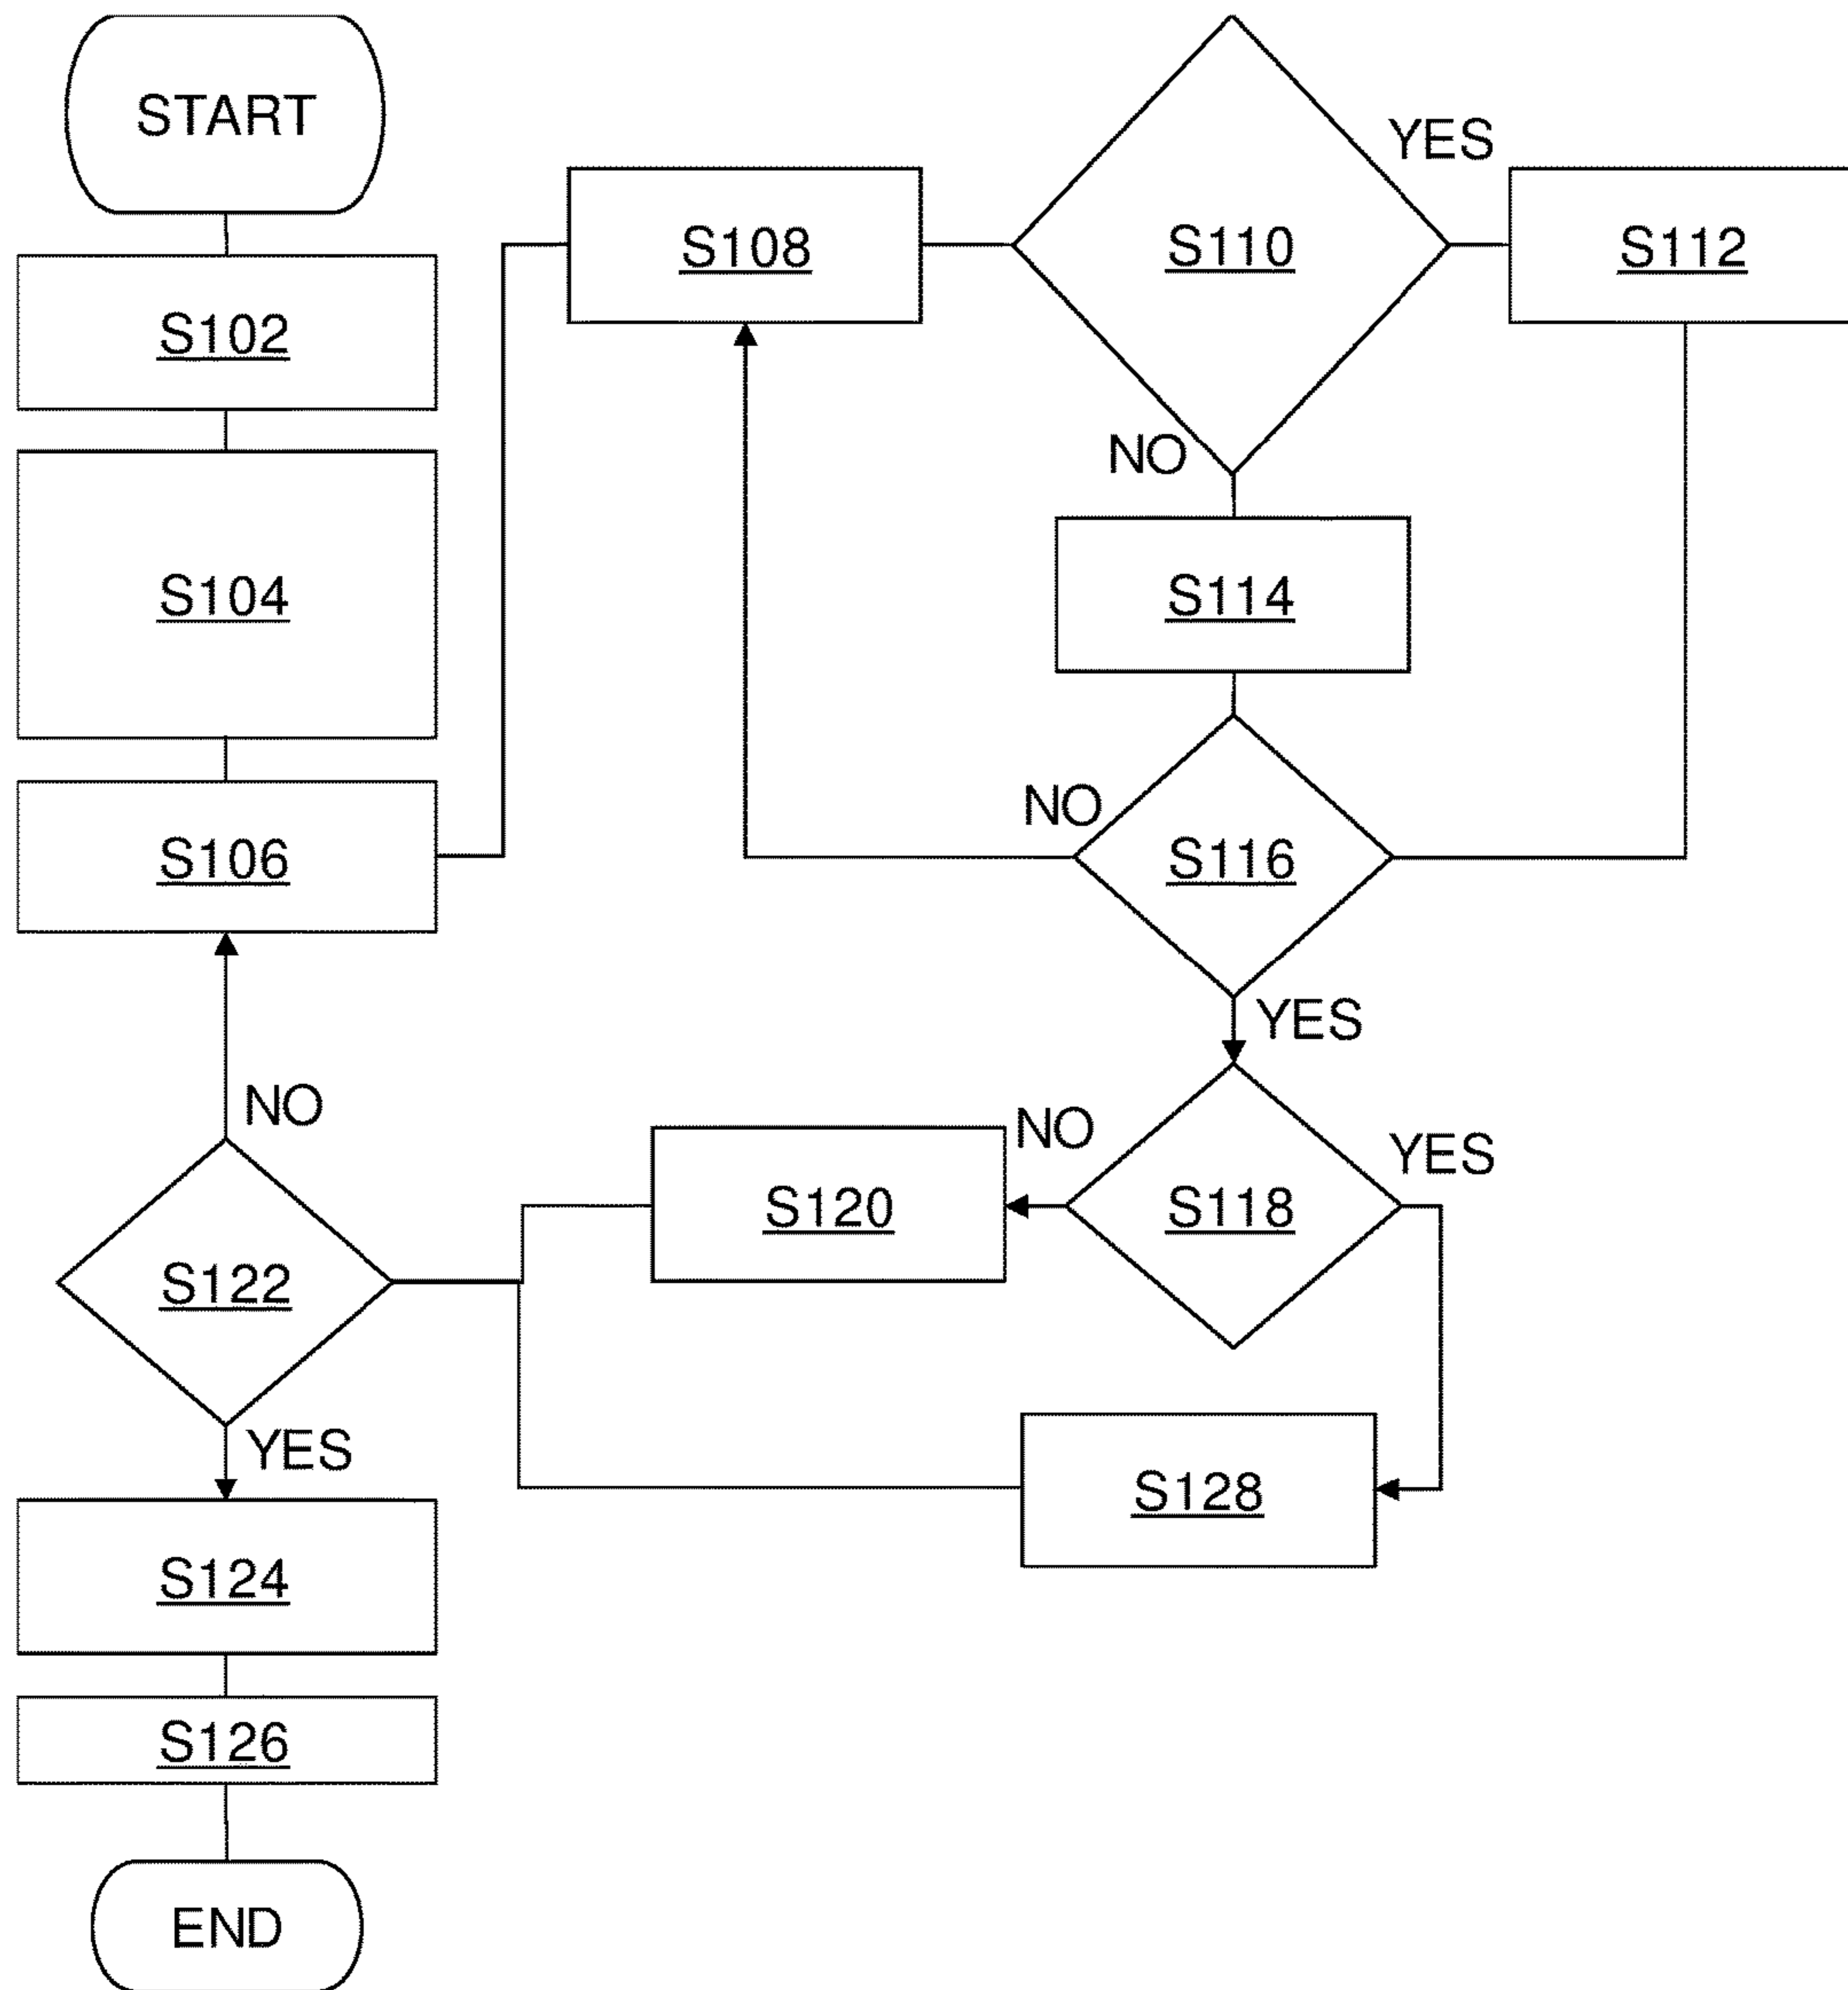 START
S102
S104
S106
S108
S110
YES
S112
NO
S114
NO
S116
YES
NO
S118
YES
S120
S128
NO
S122
YES
S124
S126
END